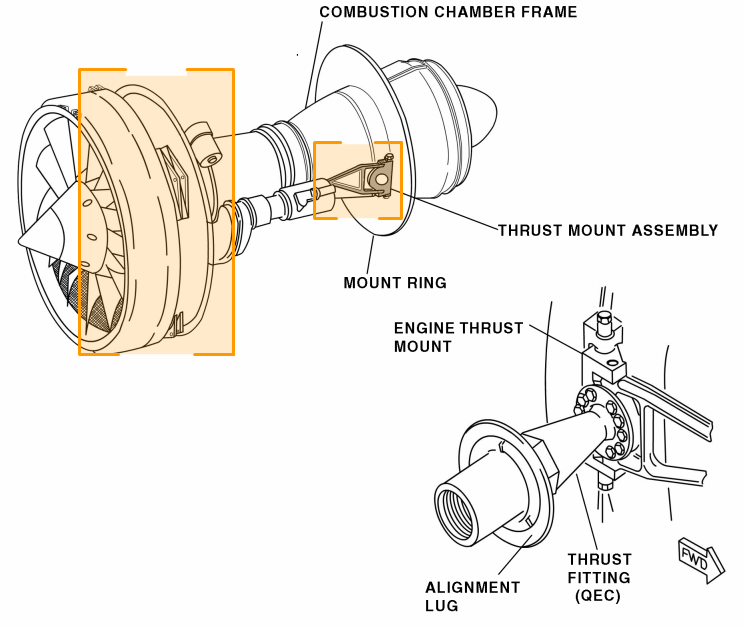 COMBUSTION CHAMBER FRAME
THRUST MOUNT ASSEMBLY
MOUNT RING
ENGINE THRUST
MOUNT
FWD
THRUST
FITTING
(QEC)
ALIGNMENT
LUG